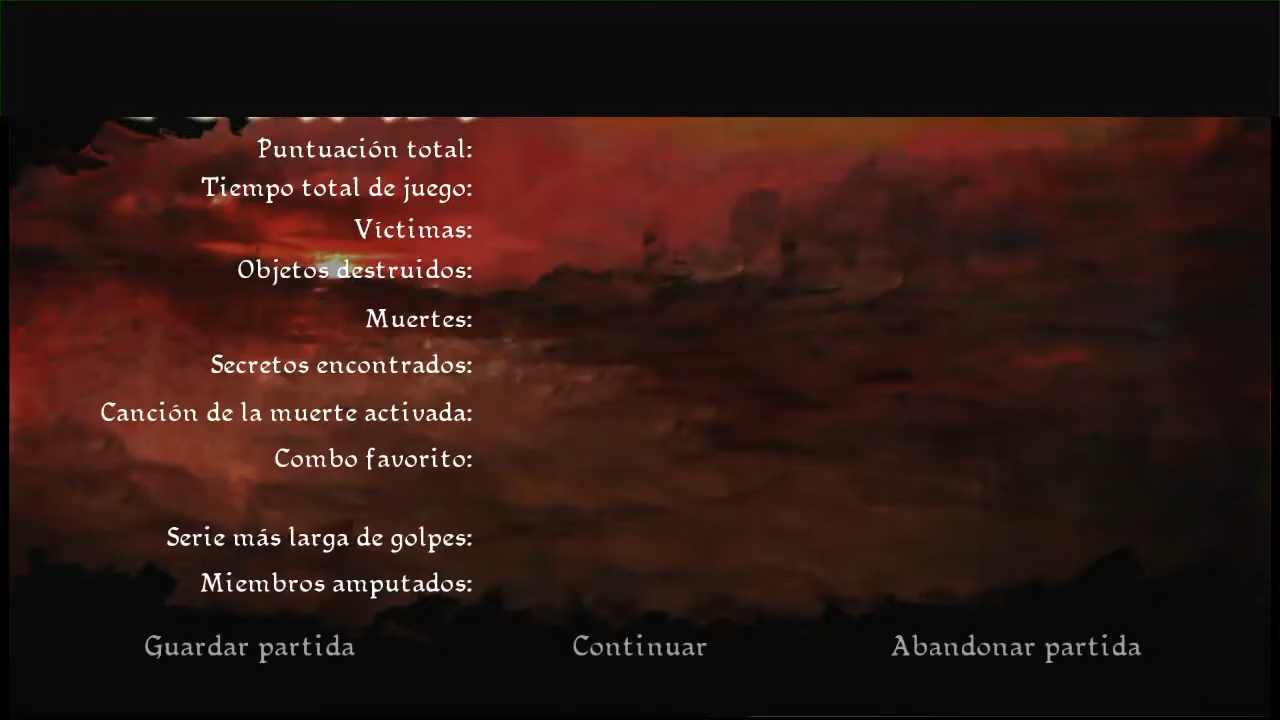 Puntuación total:
Tiempo total de juego:
Víctimas:
Objetos destruidos:
Muertes:
Secretos encontrados:
Canción de la muerte activada:
Combo favorito:
Serie más larga de golpes:
Miembros amputados:
Guardar partida
Continuar
Abandonar partida